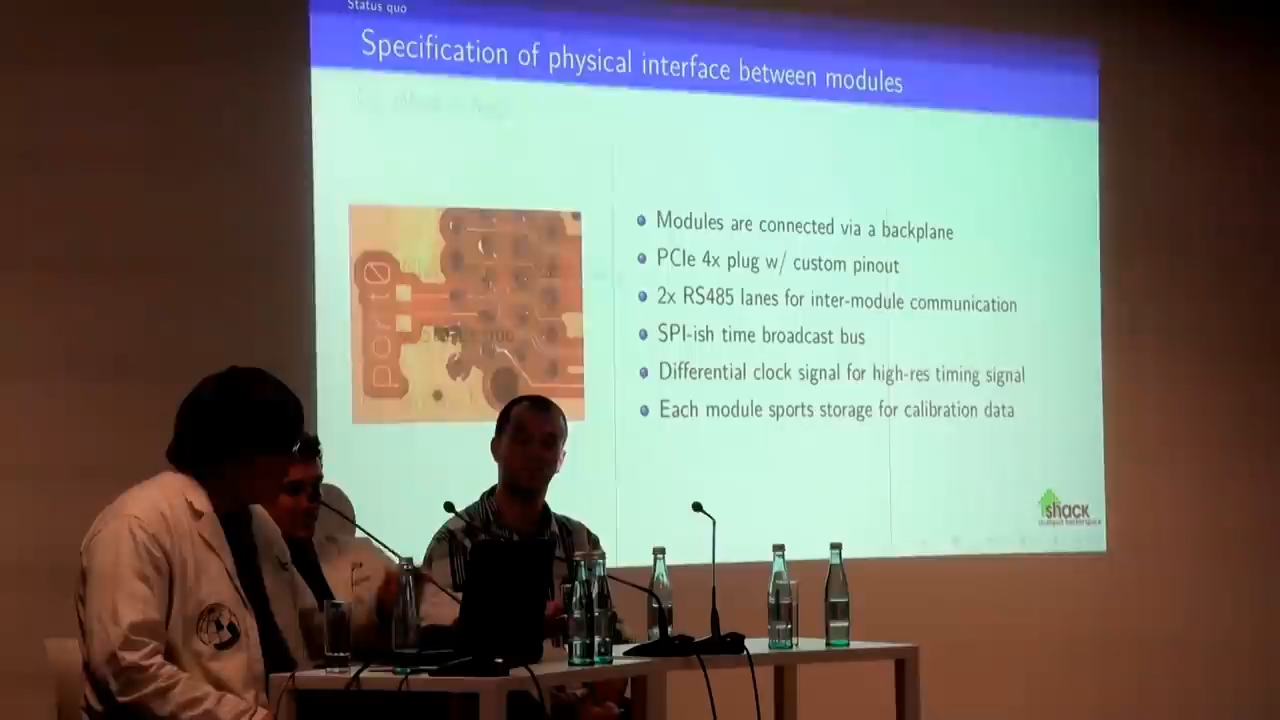 Status quo
Specification of physical interface between modules
port0
Modules are connected via a backplane
PCIe 4x plug w/ custom pinout
2x RS485 lanes for inter-module communication
SPI-ish time broadcast bus
Differential clock signal for high-res timing signal
Each module sports storage for calibration data
shack